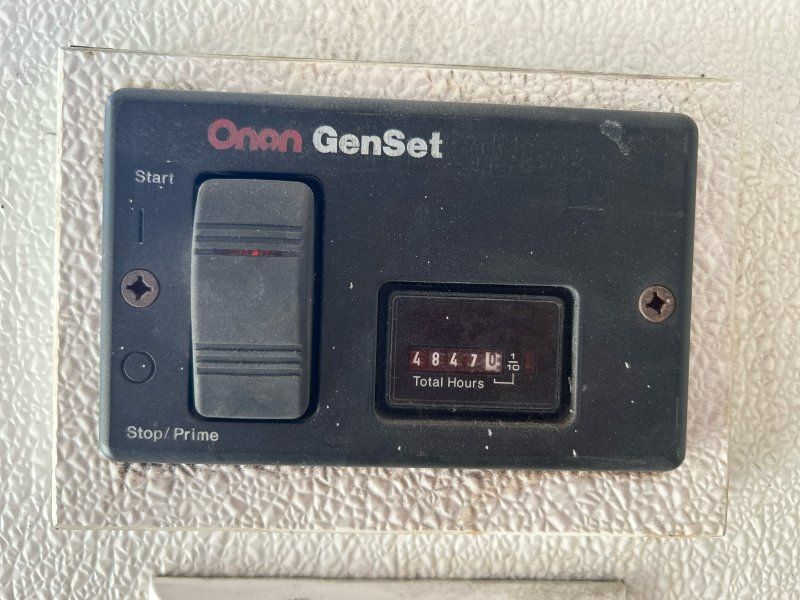 Onan GenSet
Start
48470 1/10
Total Hours
Stop/Prime